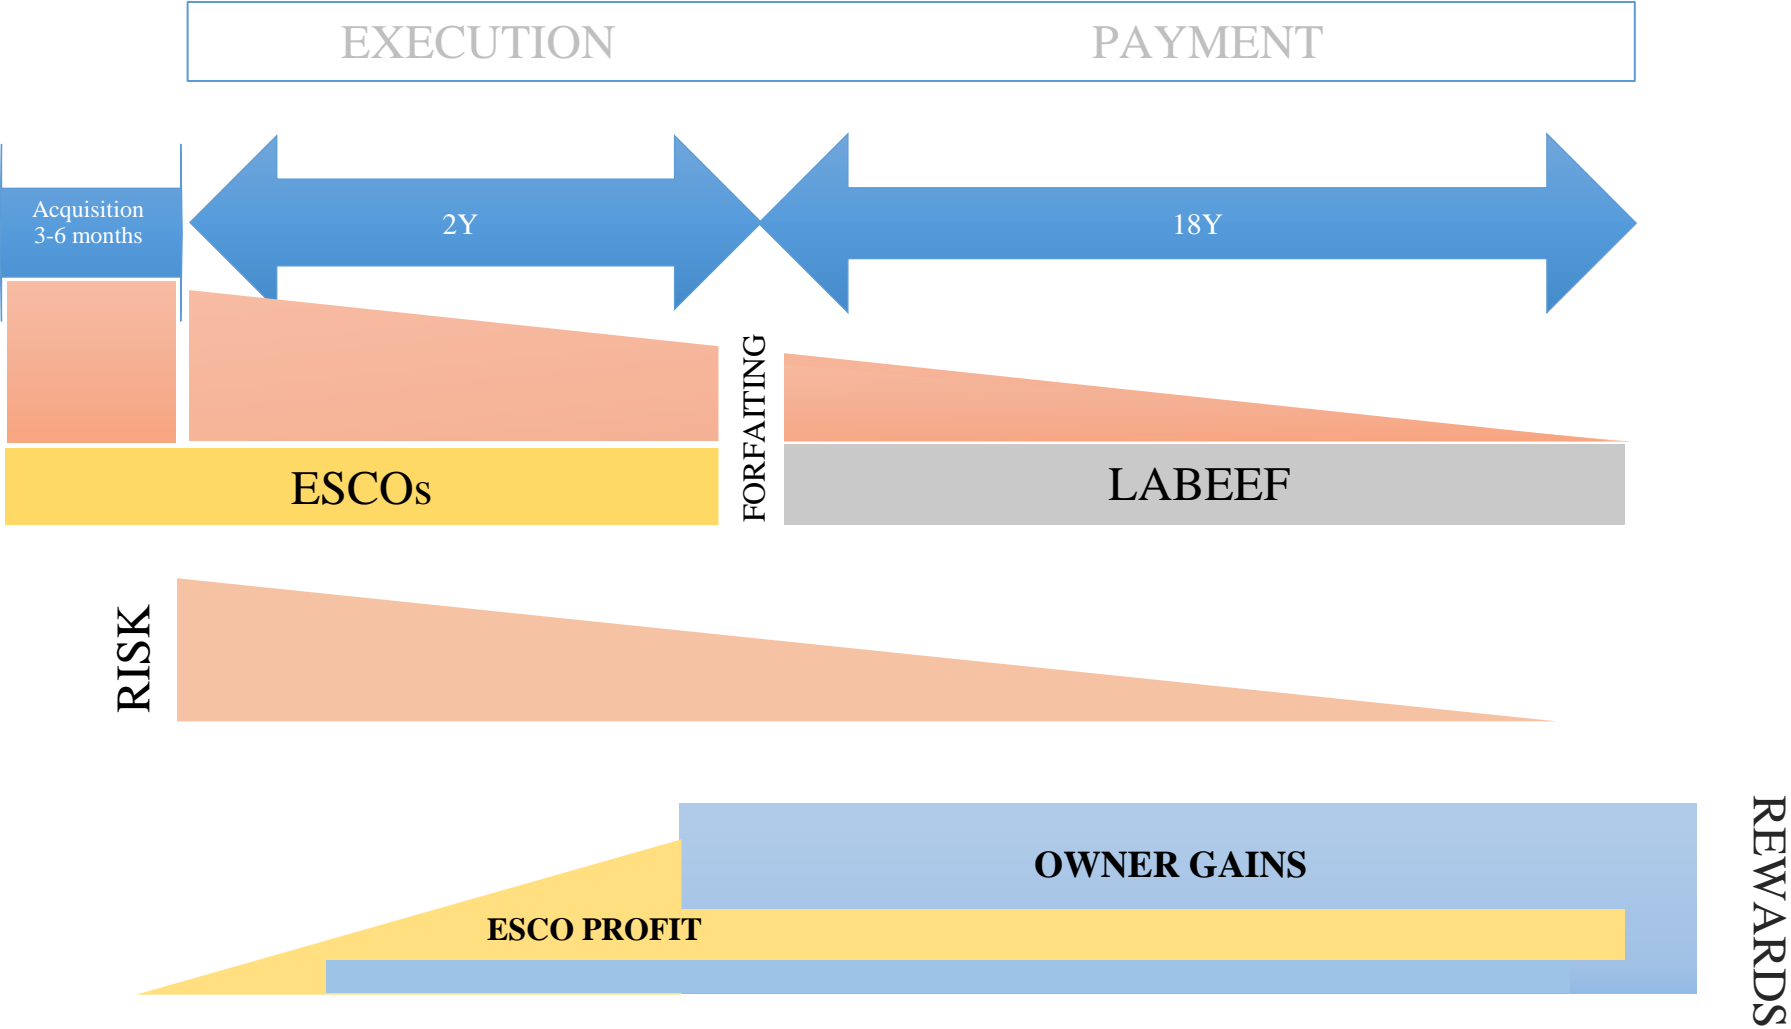 EXECUTION
PAYMENT
Acquisition
3-6 months
2Y
18Y
FORFAITING
ESCOs
LABEEF
RISK
OWNER GAINS
ESCO PROFIT
REWARDS